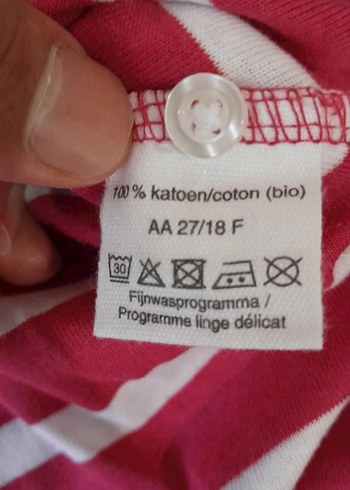 100 % katoen/coton (bio)
AA 27/18 F
30
Fijnwasprogramma /
Programme linge délicat